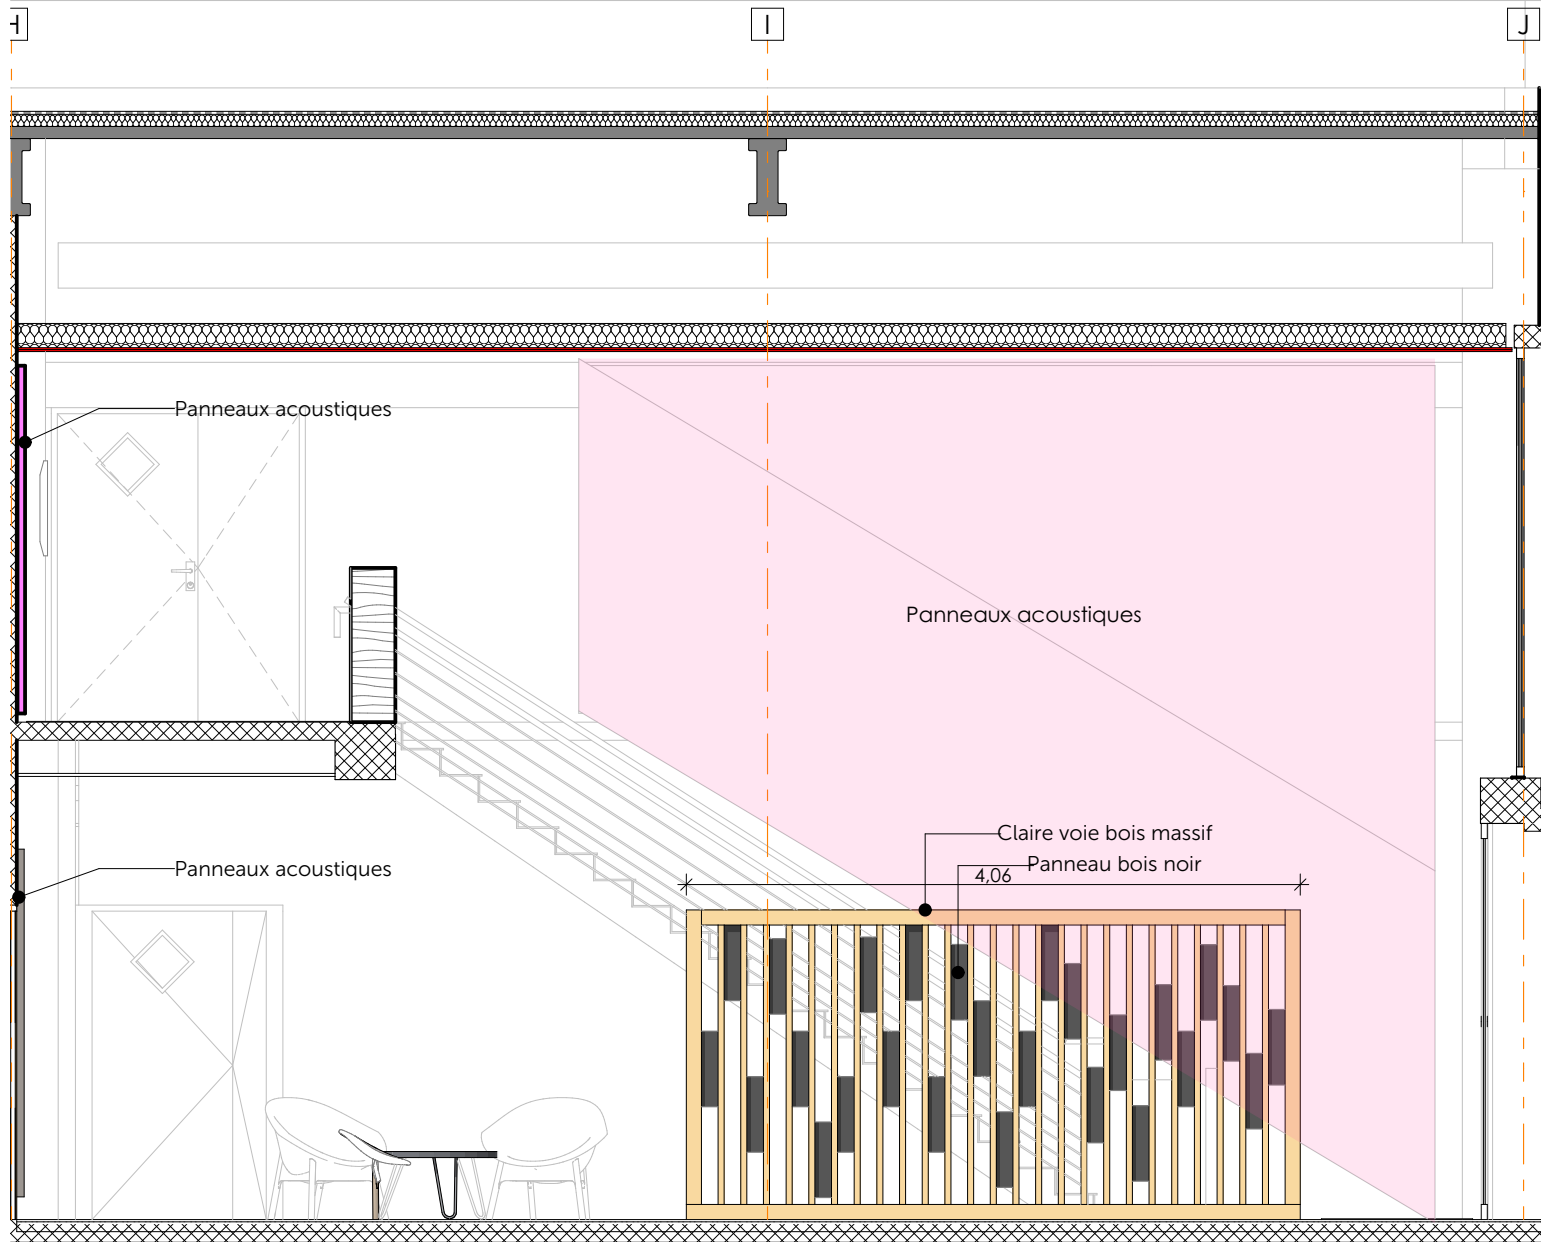 H
I
J
Panneaux acoustiques
Panneaux acoustiques
Claire voie bois massif
Panneau bois noir
4,06
Panneaux acoustiques